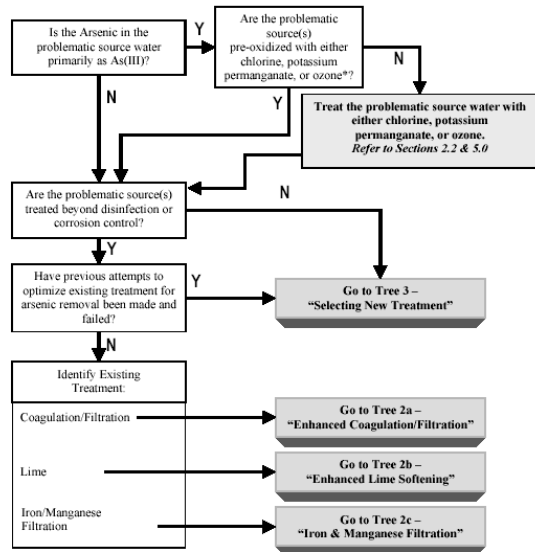 Is the Arsenic in the
problematic source water
primarily as As(III)?
Y
Are the problematic
source(s)
pre-oxidized with either
chlorine, potassium
permanganate, or ozone*?
N
N
Y
Treat the problematic source water with
either chlorine, potassium
permanganate, or ozone.
Refer to Sections 2.2 & 5.0
Are the problematic source(s)
treated beyond disinfection or
corrosion control?
N
Y
Have previous attempts to
optimize existing treatment for
arsenic removal been made and
failed?
Y
Go to Tree 3 –
“Selecting New Treatment”
N
Identify Existing
Treatment:
Coagulation/Filtration
Go to Tree 2a –
“Enhanced Coagulation/Filtration”
Lime
Go to Tree 2b –
“Enhanced Lime Softening”
Iron/Manganese
Filtration
Go to Tree 2c –
“Iron & Manganese Filtration”